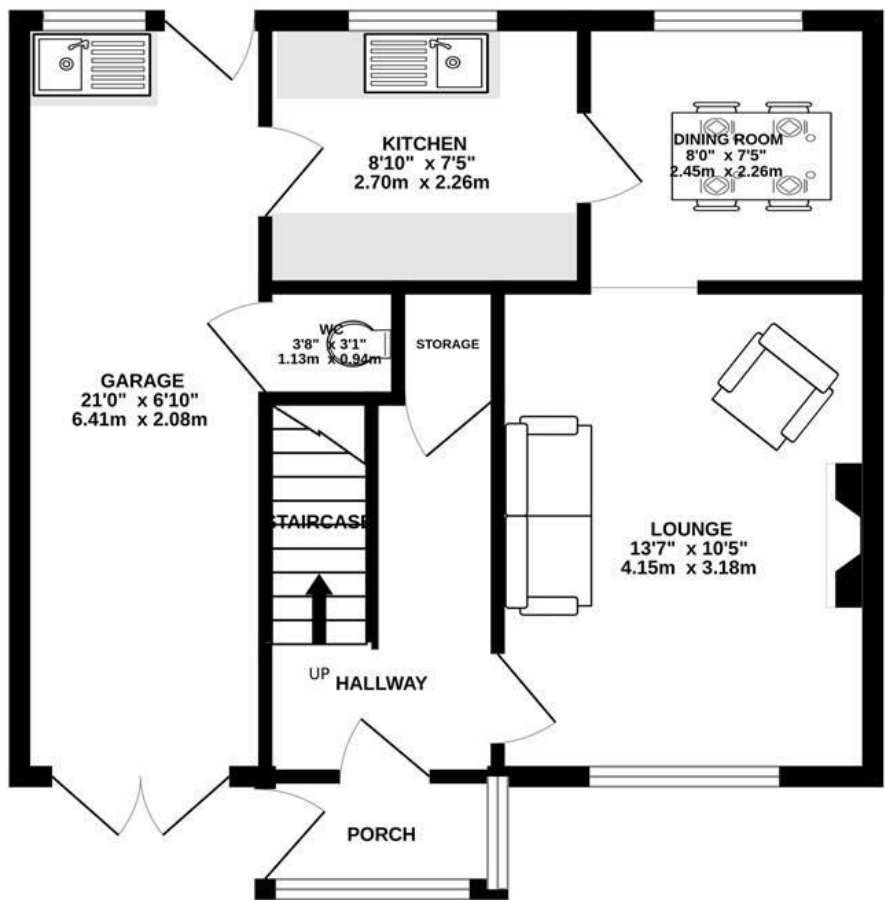 KITCHEN
8'10" x 7'5"
2.70m x 2.26m
DINING ROOM
8'0" x 7'5"
2.45m x 2.26m
WC
3'8" x 3'1"
1.13m x 0.94m
STORAGE
GARAGE
21'0" x 6'10"
6.41m x 2.08m
STAIRCASE
LOUNGE
13'7" x 10'5"
4.15m x 3.18m
UP
HALLWAY
PORCH